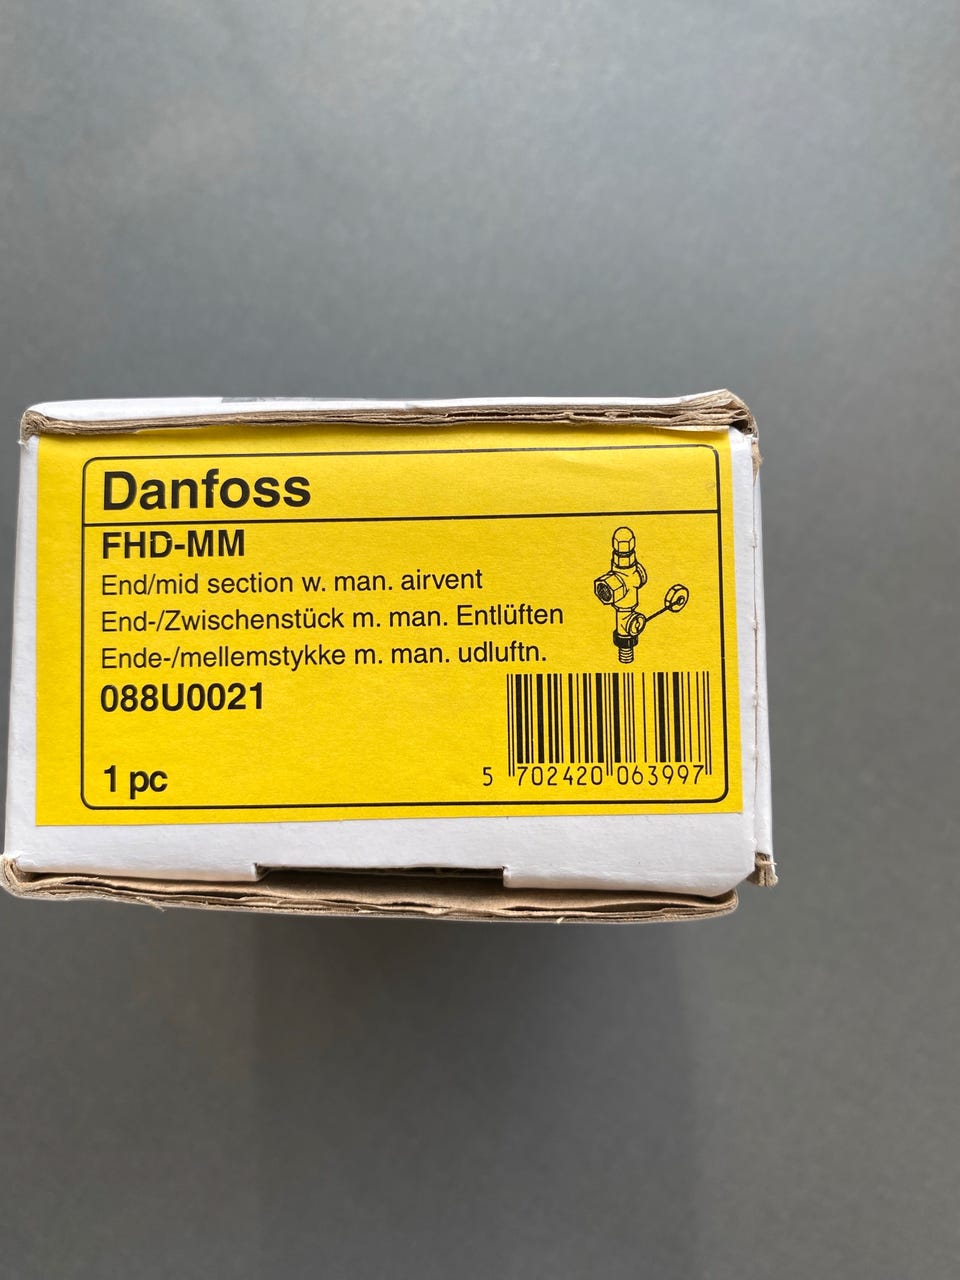 Danfoss
FHD-MM
End/mid section w. man. airvent
End-/Zwischenstück m. man. Entlüften
Ende-/mellemstykke m. man. udluftn.
088U0021
1 pc
5 702420 063997